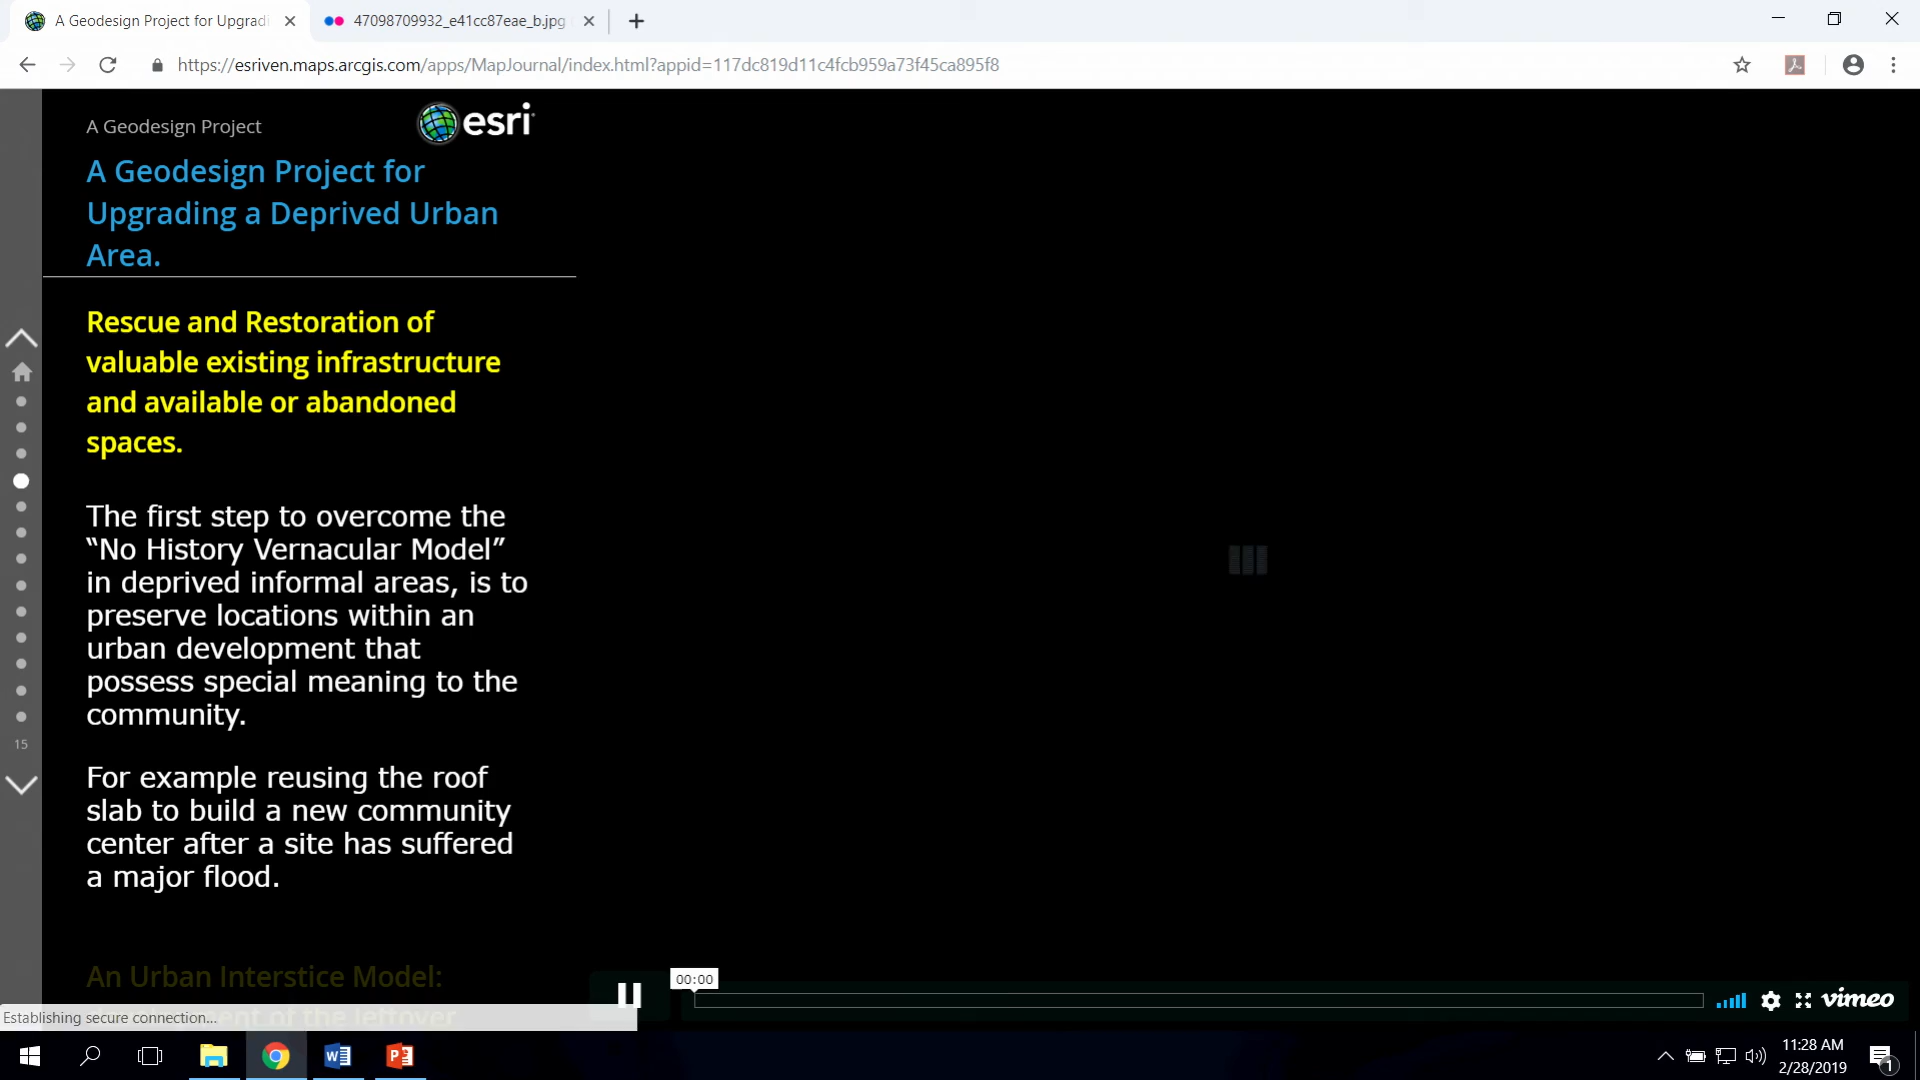 A Geodesign Project for Upgradi
47098709932_e41cc87eae_b.jpg
https://esriven.maps.arcgis.com/apps/MapJournal/index.html?appid=117dc819d11c4fcb959a73f45ca895f8
A Geodesign Project
esri
A Geodesign Project for
Upgrading a Deprived Urban
Area.
Rescue and Restoration of
valuable existing infrastructure
and available or abandoned
spaces.
The first step to overcome the
“No History Vernacular Model”
in deprived informal areas, is to
preserve locations within an
urban development that
possess special meaning to the
community.
15
For example reusing the roof
slab to build a new community
center after a site has suffered
a major flood.
An Urban Interstice Model:
of the leftover
00:00
vimeo
Establishing secure connection...
11:28 AM
2/28/2019
1